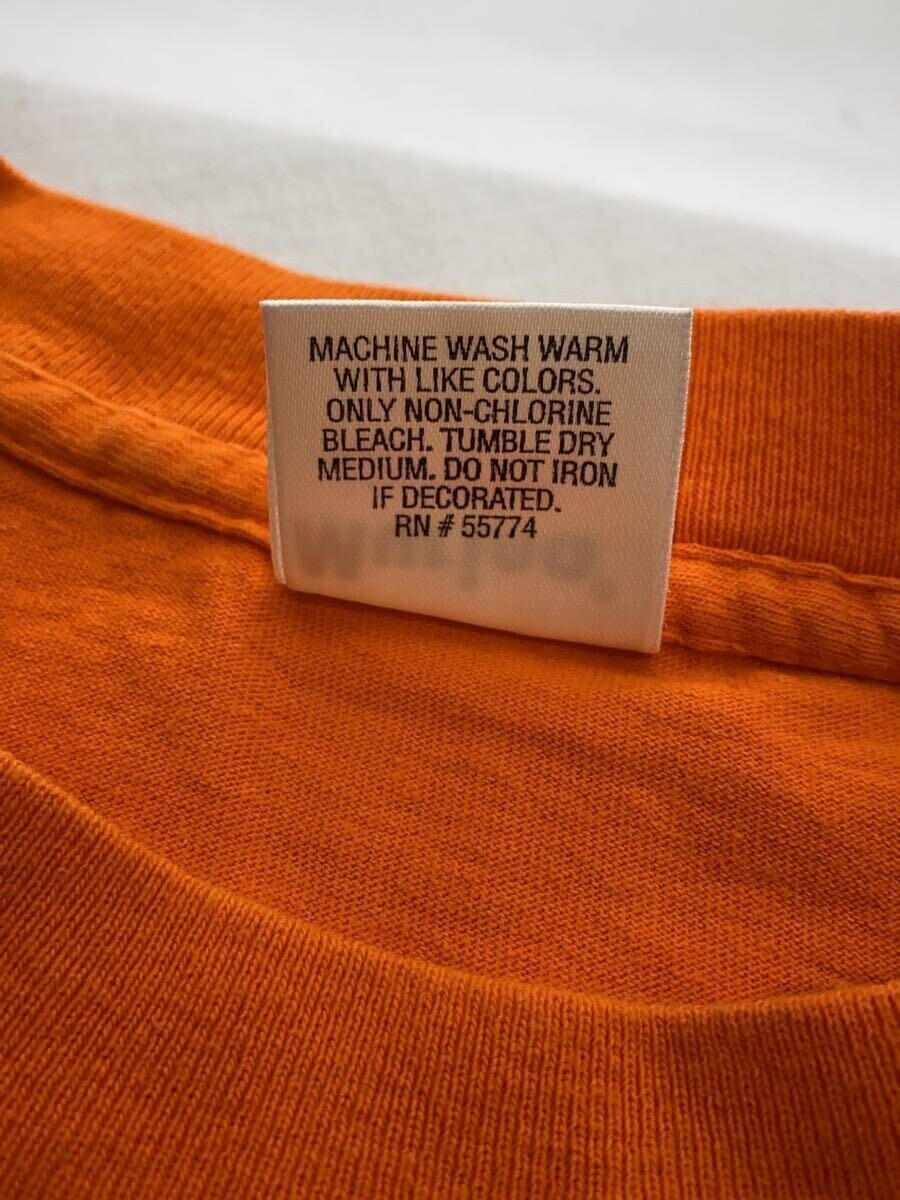 MACHINE WASH WARM
WITH LIKE COLORS.
ONLY NON-CHLORINE
BLEACH. TUMBLE DRY
MEDIUM. DO NOT IRON
IF DECORATED.
RN # 55774